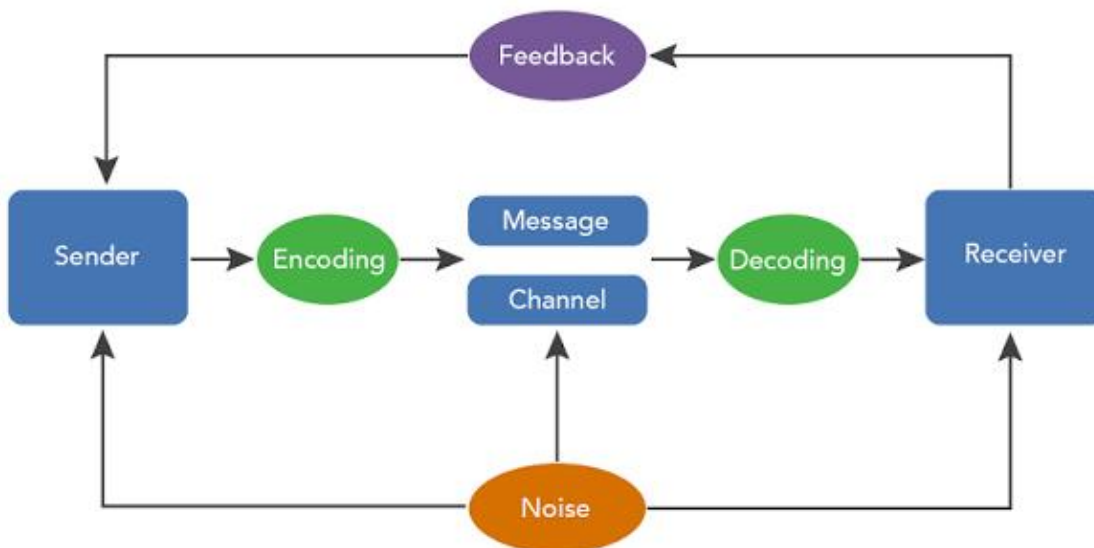 Feedback
Sender
Encoding
Message
Channel
Decoding
Receiver
Noise